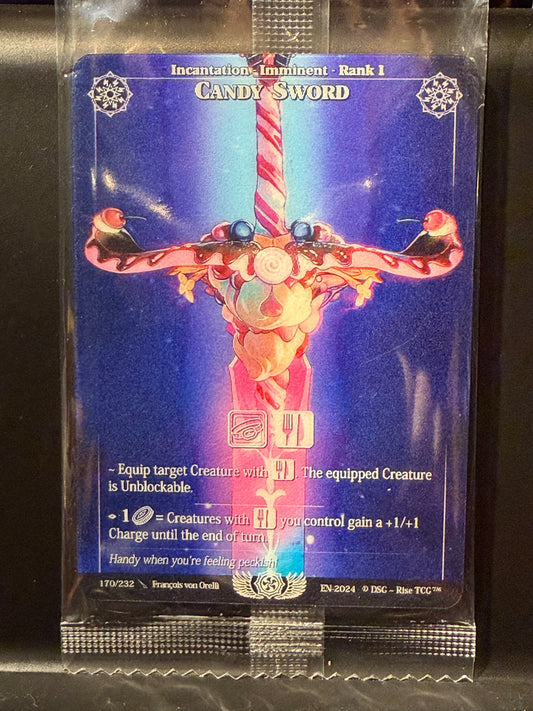 Incantation - Imminent - Rank 1
Candy Sword
~ Equip target Creature with . The equipped Creature
is Unblockable.
1 = Creatures with you control gain a +1/+1
Charge until the end of turn.
Handy when you're feeling peckish!
170/232 François von Orelli EN-2024 © DSG – Rise TCG™